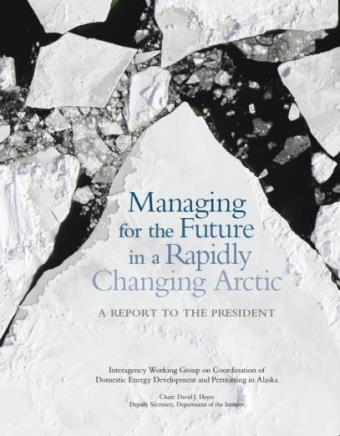 Managing
for the Future
in a Rapidly
Changing Arctic
A REPORT TO THE PRESIDENT
Interagency Working Group on Coordination of
Domestic Energy Development and Permitting in Alaska
Chair: David J. Hayes
Deputy Secretary, Department of the Interior